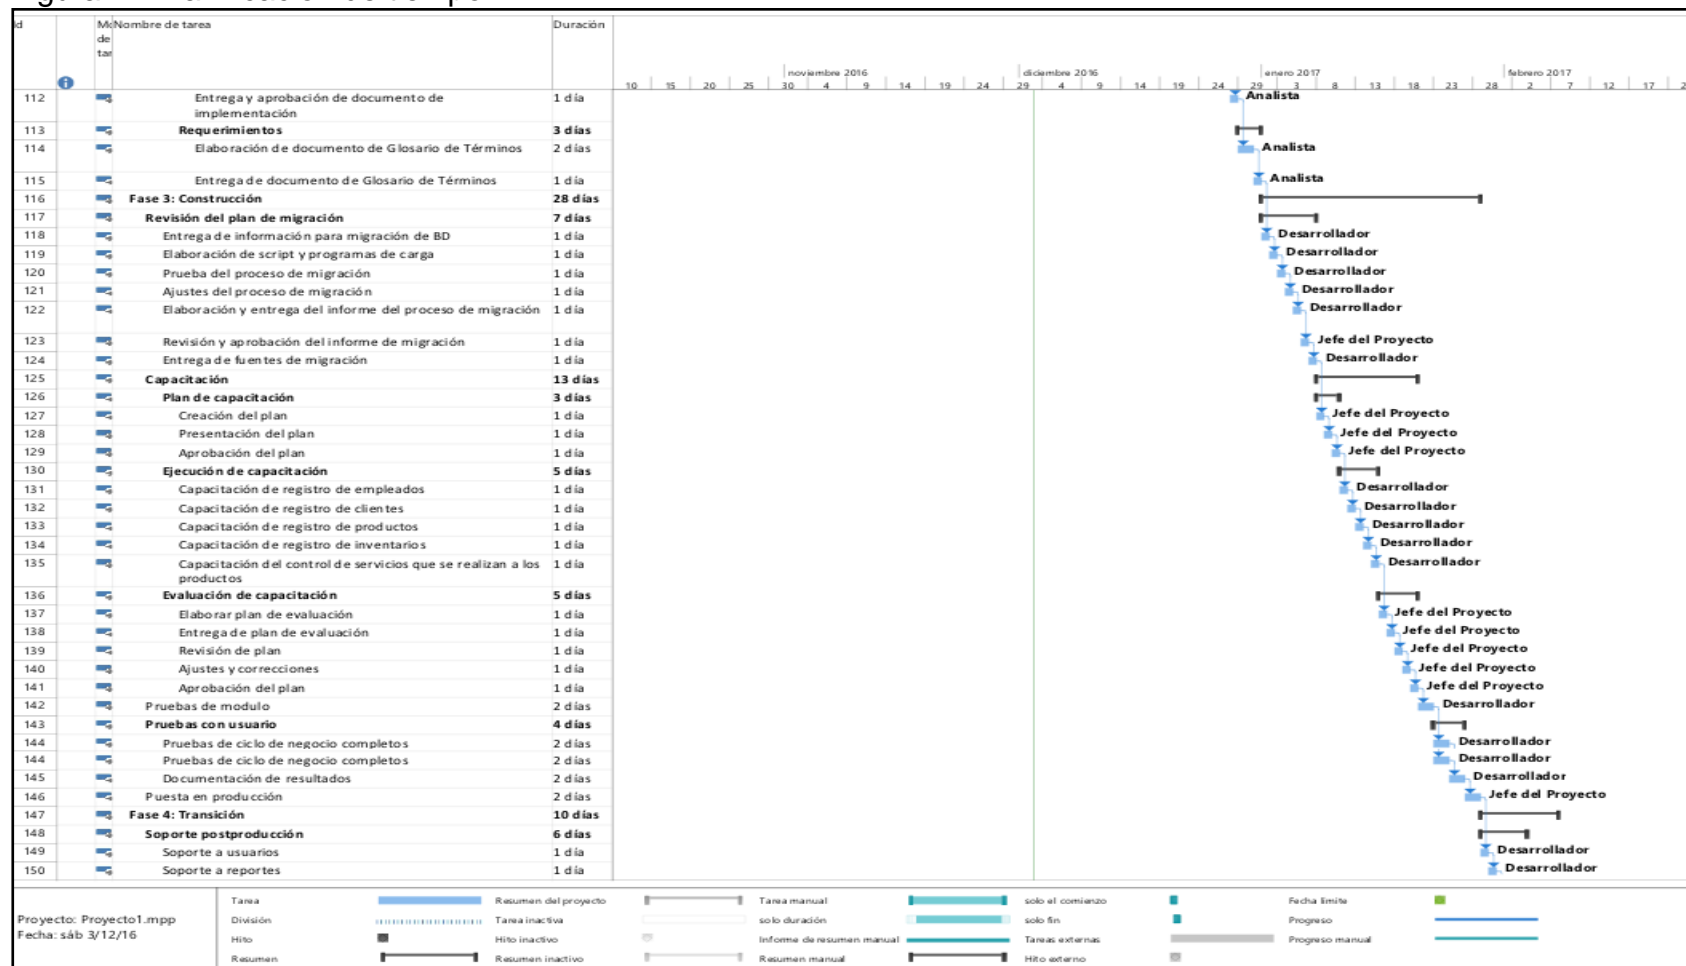 Id Mo Nombre de tarea Duración
de
tar
noviembre 2016 diciembre 2016 enero 2017 febrero 2017
10 15 20 25 30 4 9 14 19 24 29 4 9 14 19 24 29 3 8 13 18 23 28 2 7 12 17 2
112 Entrega y aprobación de documento de 1 día Analista
implementación
113 Requerimientos 3 días
114 Elaboración de documento de Glosario de Términos 2 días Analista
115 Entrega de documento de Glosario de Términos 1 día Analista
116 Fase 3: Construcción 28 días
117 Revisión del plan de migración 7 días
118 Entrega de información para migración de BD 1 día Desarrollador
119 Elaboración de script y programas de carga 1 día Desarrollador
120 Prueba del proceso de migración 1 día Desarrollador
121 Ajustes del proceso de migración 1 día Desarrollador
122 Elaboración y entrega del informe del proceso de migración 1 día Desarrollador
123 Revisión y aprobación del informe de migración 1 día Jefe del Proyecto
124 Entrega de fuentes de migración 1 día Desarrollador
125 Capacitación 13 días
126 Plan de capacitación 3 días
127 Creación del plan 1 día Jefe del Proyecto
128 Presentación del plan 1 día Jefe del Proyecto
129 Aprobación del plan 1 día Jefe del Proyecto
130 Ejecución de capacitación 5 días
131 Capacitación de registro de empleados 1 día Desarrollador
132 Capacitación de registro de clientes 1 día Desarrollador
133 Capacitación de registro de productos 1 día Desarrollador
134 Capacitación de registro de inventarios 1 día Desarrollador
135 Capacitación del control de servicios que se realizan a los 1 día Desarrollador
productos
136 Evaluación de capacitación 5 días
137 Elaborar plan de evaluación 1 día Jefe del Proyecto
138 Entrega de plan de evaluación 1 día Jefe del Proyecto
139 Revisión de plan 1 día Jefe del Proyecto
140 Ajustes y correcciones 1 día Jefe del Proyecto
141 Aprobación del plan 1 día Jefe del Proyecto
142 Pruebas de modulo 2 días Desarrollador
143 Pruebas con usuario 4 días
144 Pruebas de ciclo de negocio completos 2 días Desarrollador
144 Pruebas de ciclo de negocio completos 2 días Desarrollador
145 Documentación de resultados 2 días Desarrollador
146 Puesta en producción 2 días Jefe del Proyecto
147 Fase 4: Transición 10 días
148 Soporte postproducción 6 días
149 Soporte a usuarios 1 día Desarrollador
150 Soporte a reportes 1 día Desarrollador
Proyecto: Proyecto1.mpp
Fecha: sáb 3/12/16
Tarea Resumen del proyecto Tarea manual solo el comienzo Fecha límite
División Tarea inactiva solo duración solo fin Progreso
Hito Hito inactivo Informe de resumen manual Tareas externas Progreso manual
Resumen Resumen inactivo Resumen manual Hito externo